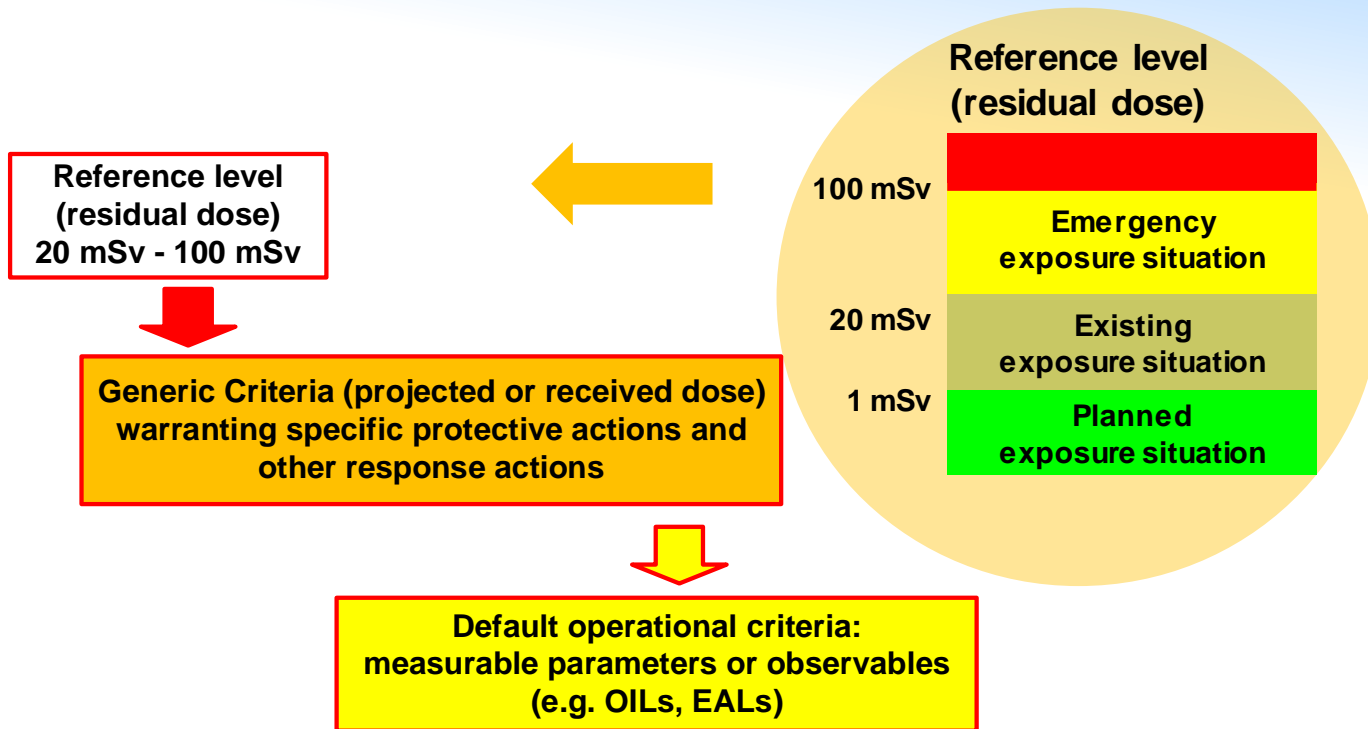 Reference level
(residual dose)
100 mSv
Emergency
exposure situation
20 mSv
Existing
exposure situation
1 mSv
Planned
exposure situation
Reference level
(residual dose)
20 mSv - 100 mSv
Generic Criteria (projected or received dose)
warranting specific protective actions and
other response actions
Default operational criteria:
measurable parameters or observables
(e.g. OILs, EALs)